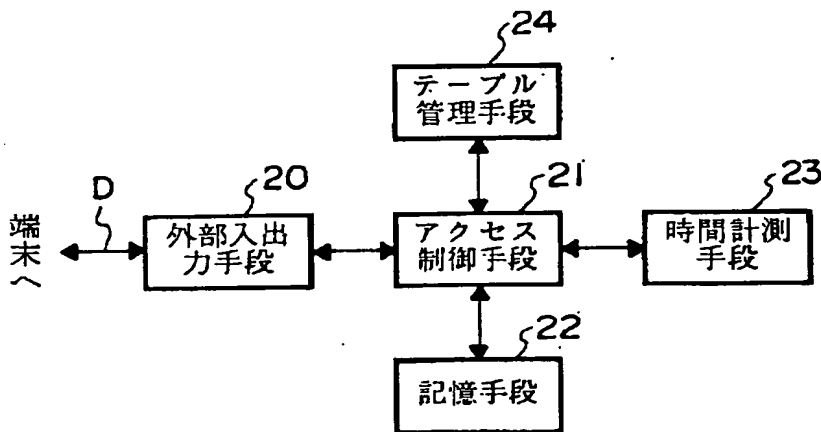 24
テーブル
管理手段
D
20
21
23
端末へ
外部入出
力手段
アクセス
制御手段
時間計測
手段
22
記憶手段